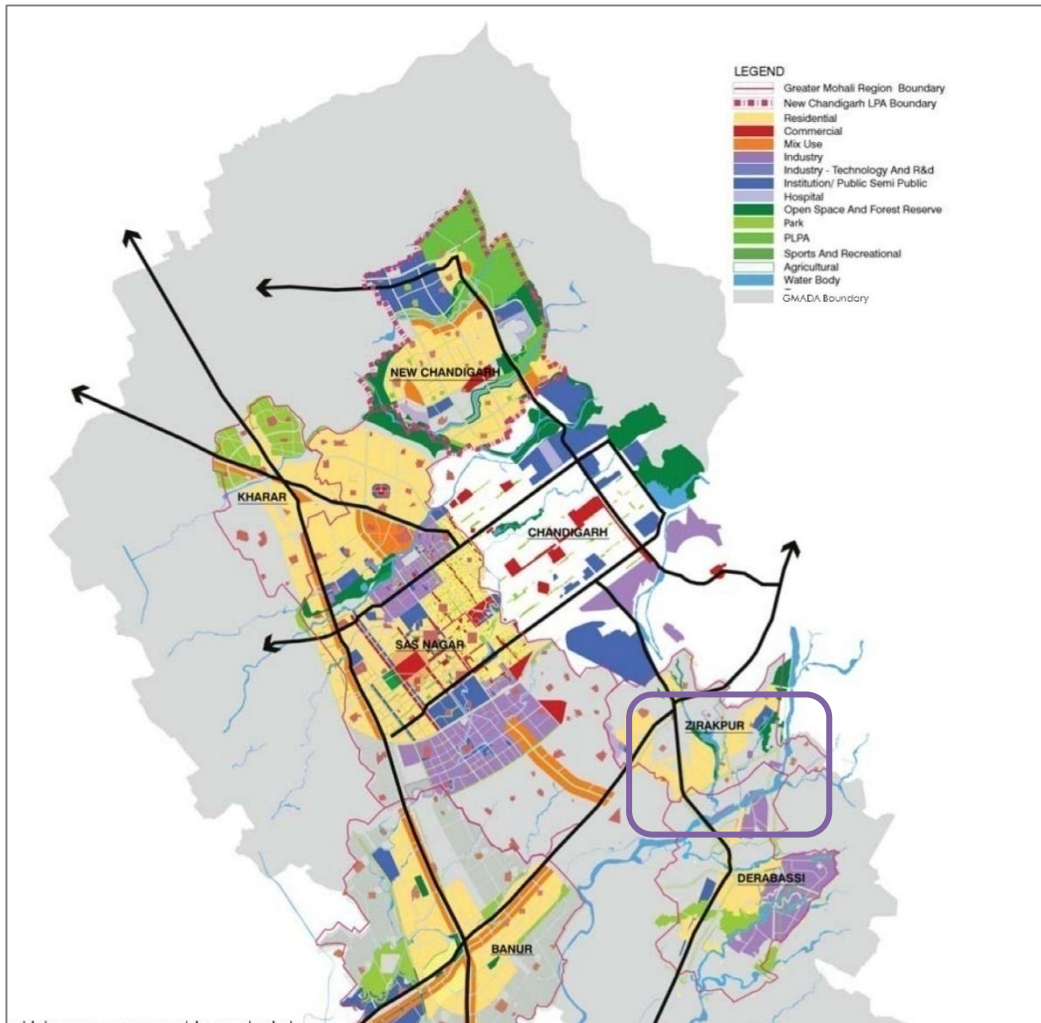 LEGEND
Greater Mohali Region Boundary
New Chandigarh LPA Boundary
Residential
Commercial
Mix Use
Industry
Industry - Technology And R&d
Institution/ Public Semi Public
Hospital
Open Space And Forest Reserve
Park
PLPA
Sports And Recreational
Agricultural
Water Body
GMADA Boundary
NEW CHANDIGARH
KHARAR
CHANDIGARH
SAS NAGAR
ZIRAKPUR
DERABASSI
BANUR